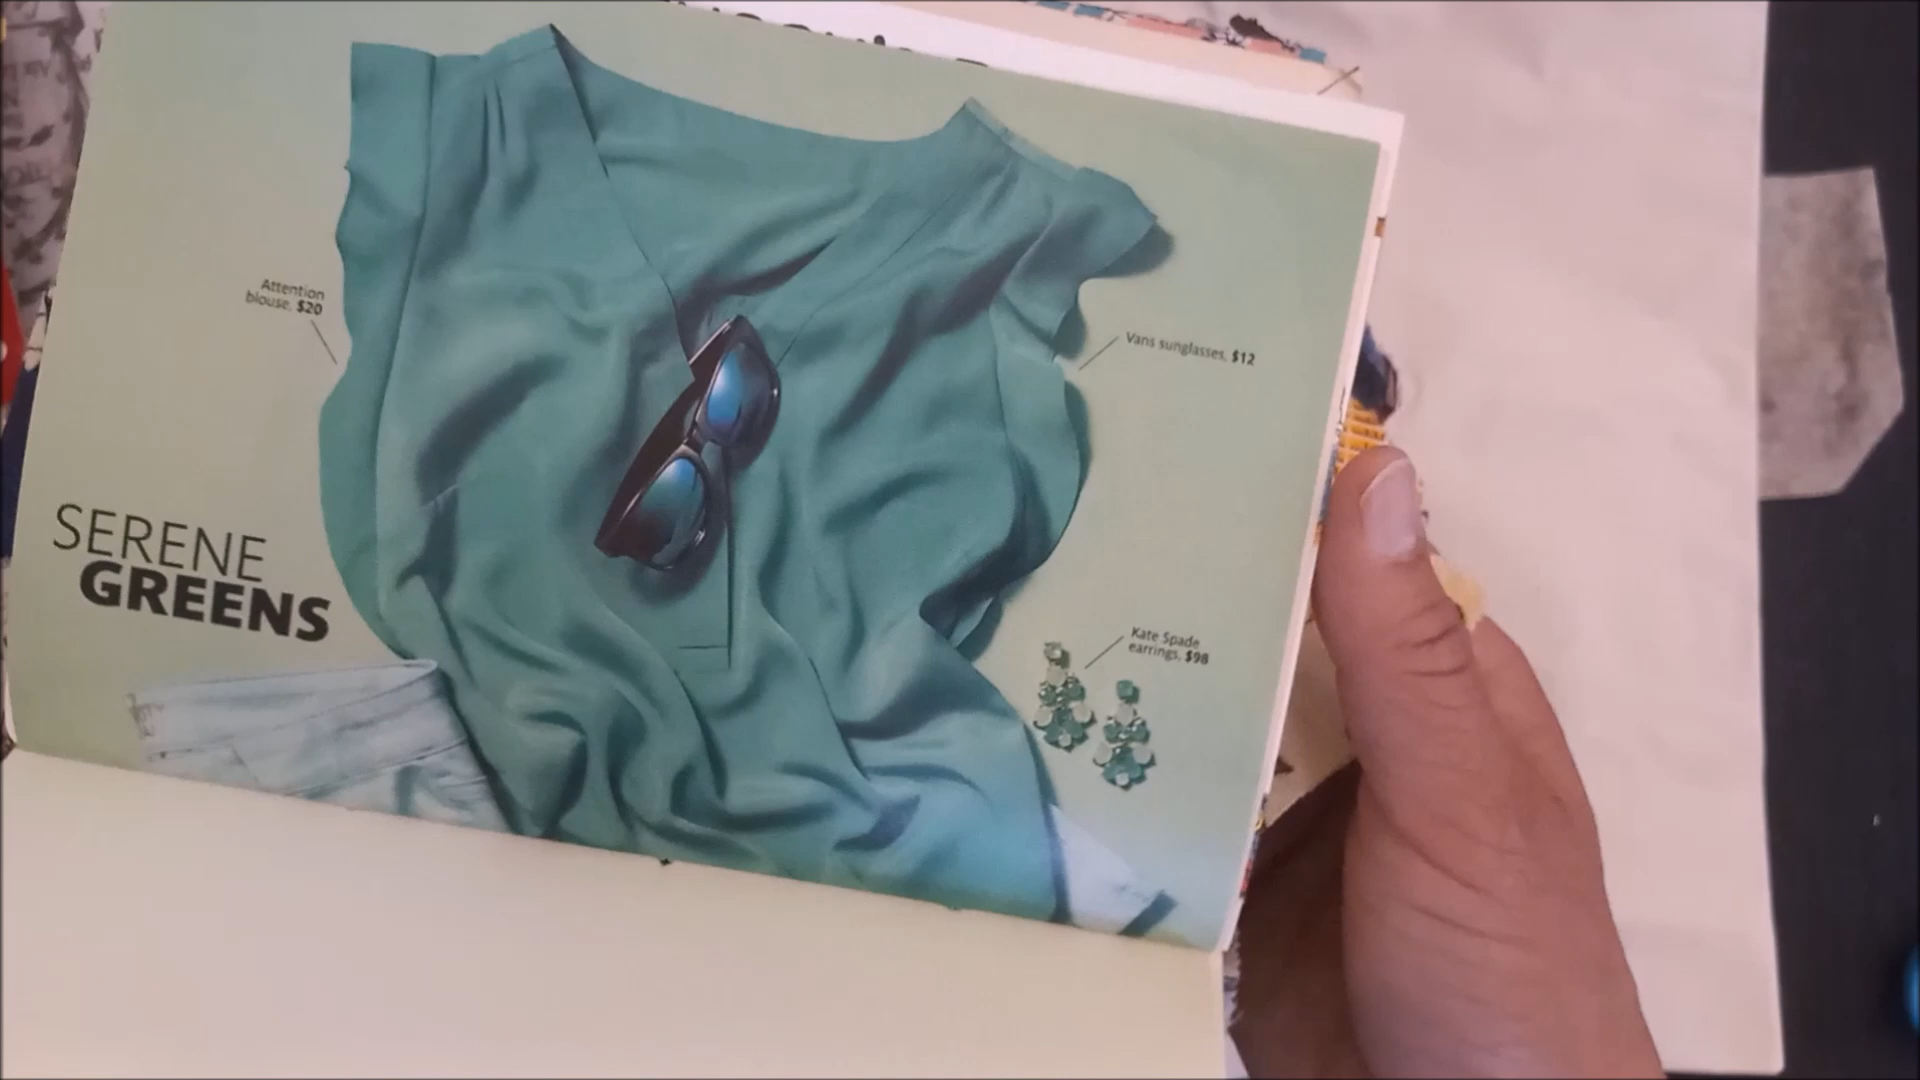 Attention
blouse, $20
Vans sunglasses, $12
SERENE
GREENS
Kate Spade
earrings, $98